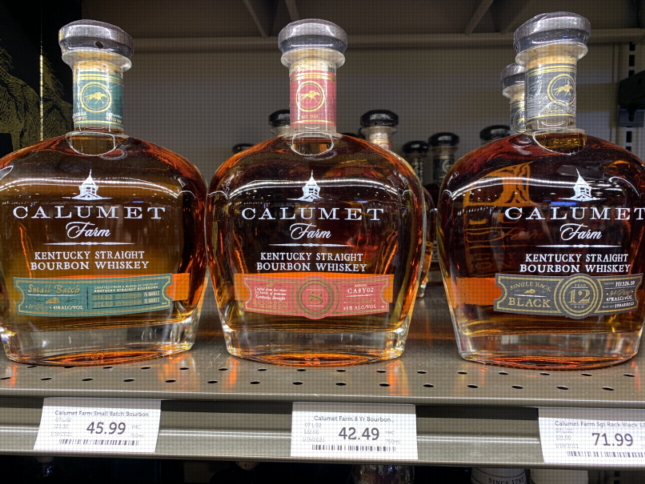 CALUMET
Farm
KENTUCKY STRAIGHT
BOURBON WHISKEY
Small Batch
CALUMET
Farm
KENTUCKY STRAIGHT
BOURBON WHISKEY
8
CALUMET
Farm
KENTUCKY STRAIGHT
BOURBON WHISKEY
SINGLE RACK
BLACK
12
Calumet Farm Small Batch Bourbon
45.99
Calumet Farm 8 Yr Bourbon
42.49
Calumet Farm Sgl Rack Black 12
71.99